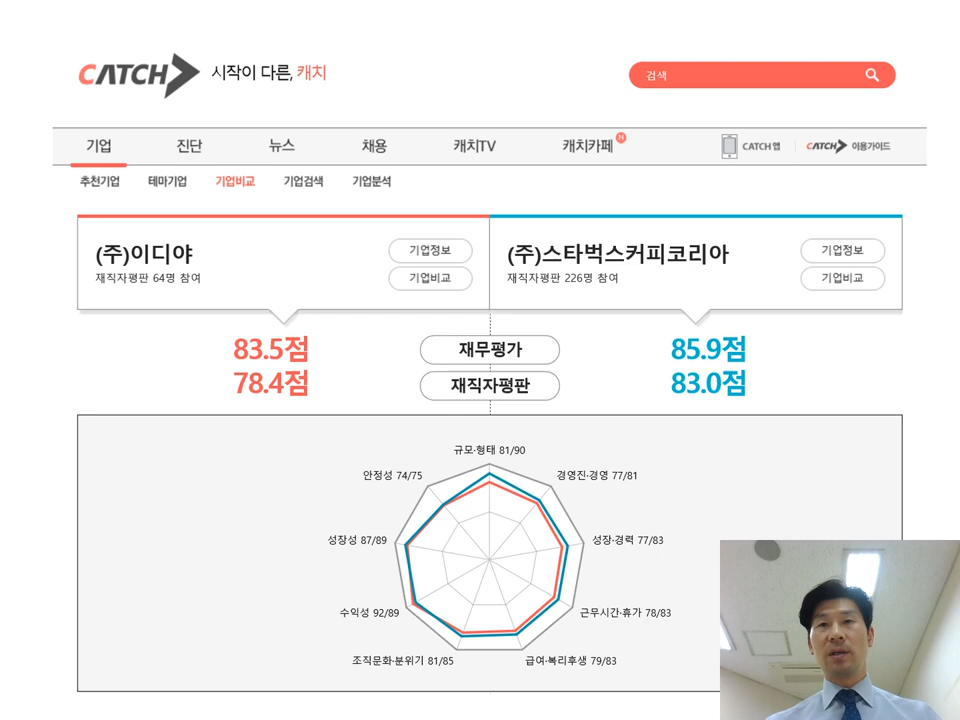 CATCH 시작이 다른, 캐치
검색
기업 진단 뉴스 채용 캐치TV 캐치카페 N CATCH 앱 CATCH 이용가이드
추천기업 테마기업 기업비교 기업검색 기업분석
(주)이디야 기업정보
재직자평판 64명 참여 기업비교
(주)스타벅스커피코리아 기업정보
재직자평판 226명 참여 기업비교
83.5점 재무평가 85.9점
78.4점 재직자평판 83.0점
규모·형태 81/90
안정성 74/75 경영진·경영 77/81
성장성 87/89 성장·경력 77/83
수익성 92/89 근무시간·휴가 78/83
조직문화·분위기 81/85 급여·복리후생 79/83